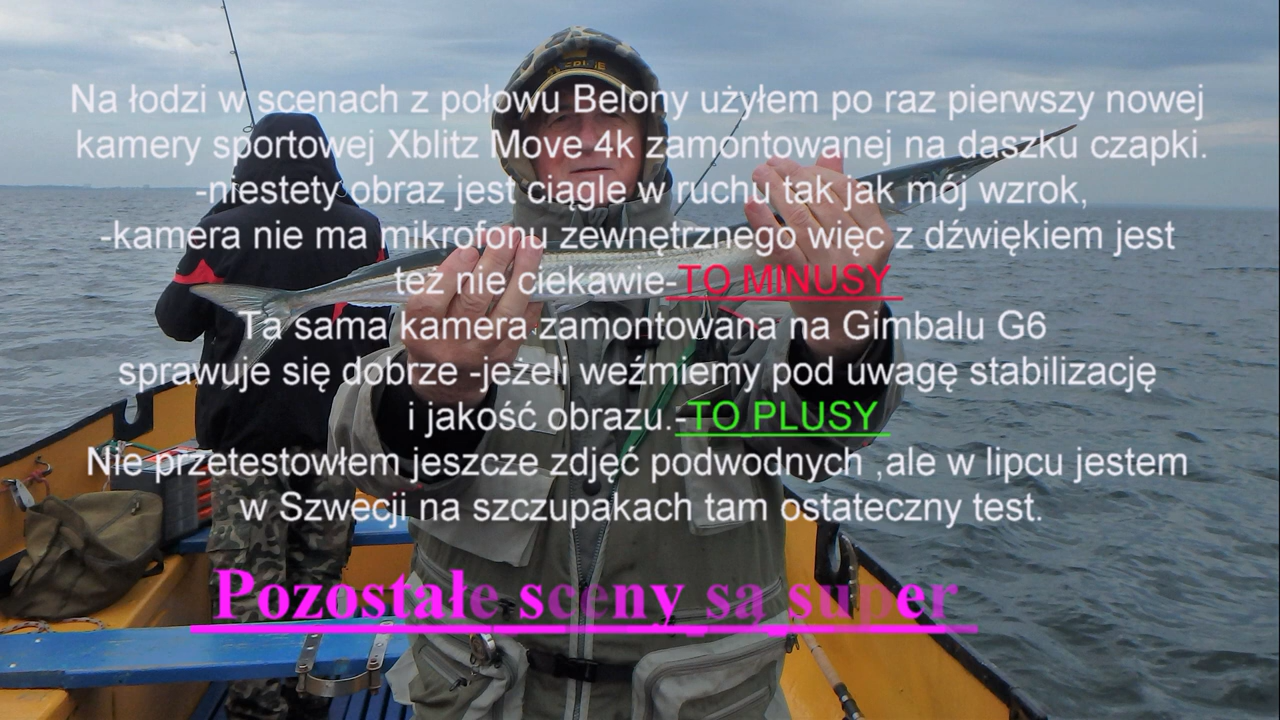 Na łodzi w scenach z połowu Belony użyłem po raz pierwszy nowej
kamery sportowej Xblitz Move 4k zamontowanej na daszku czapki.
-niestety obraz jest ciągle w ruchu tak jak mój wzrok,
-kamera nie ma mikrofonu zewnętrznego więc z dźwiękiem jest
też nie ciekawie-TO MINUSY
Ta sama kamera zamontowana na Gimbalu G6
sprawuje się dobrze -jeżeli weźmiemy pod uwagę stabilizację
i jakość obrazu.-TO PLUSY
Nie przetestowłem jeszcze zdjęć podwodnych ,ale w lipcu jestem
w Szwecji na szczupakach tam ostateczny test.
Pozostałe sceny są super